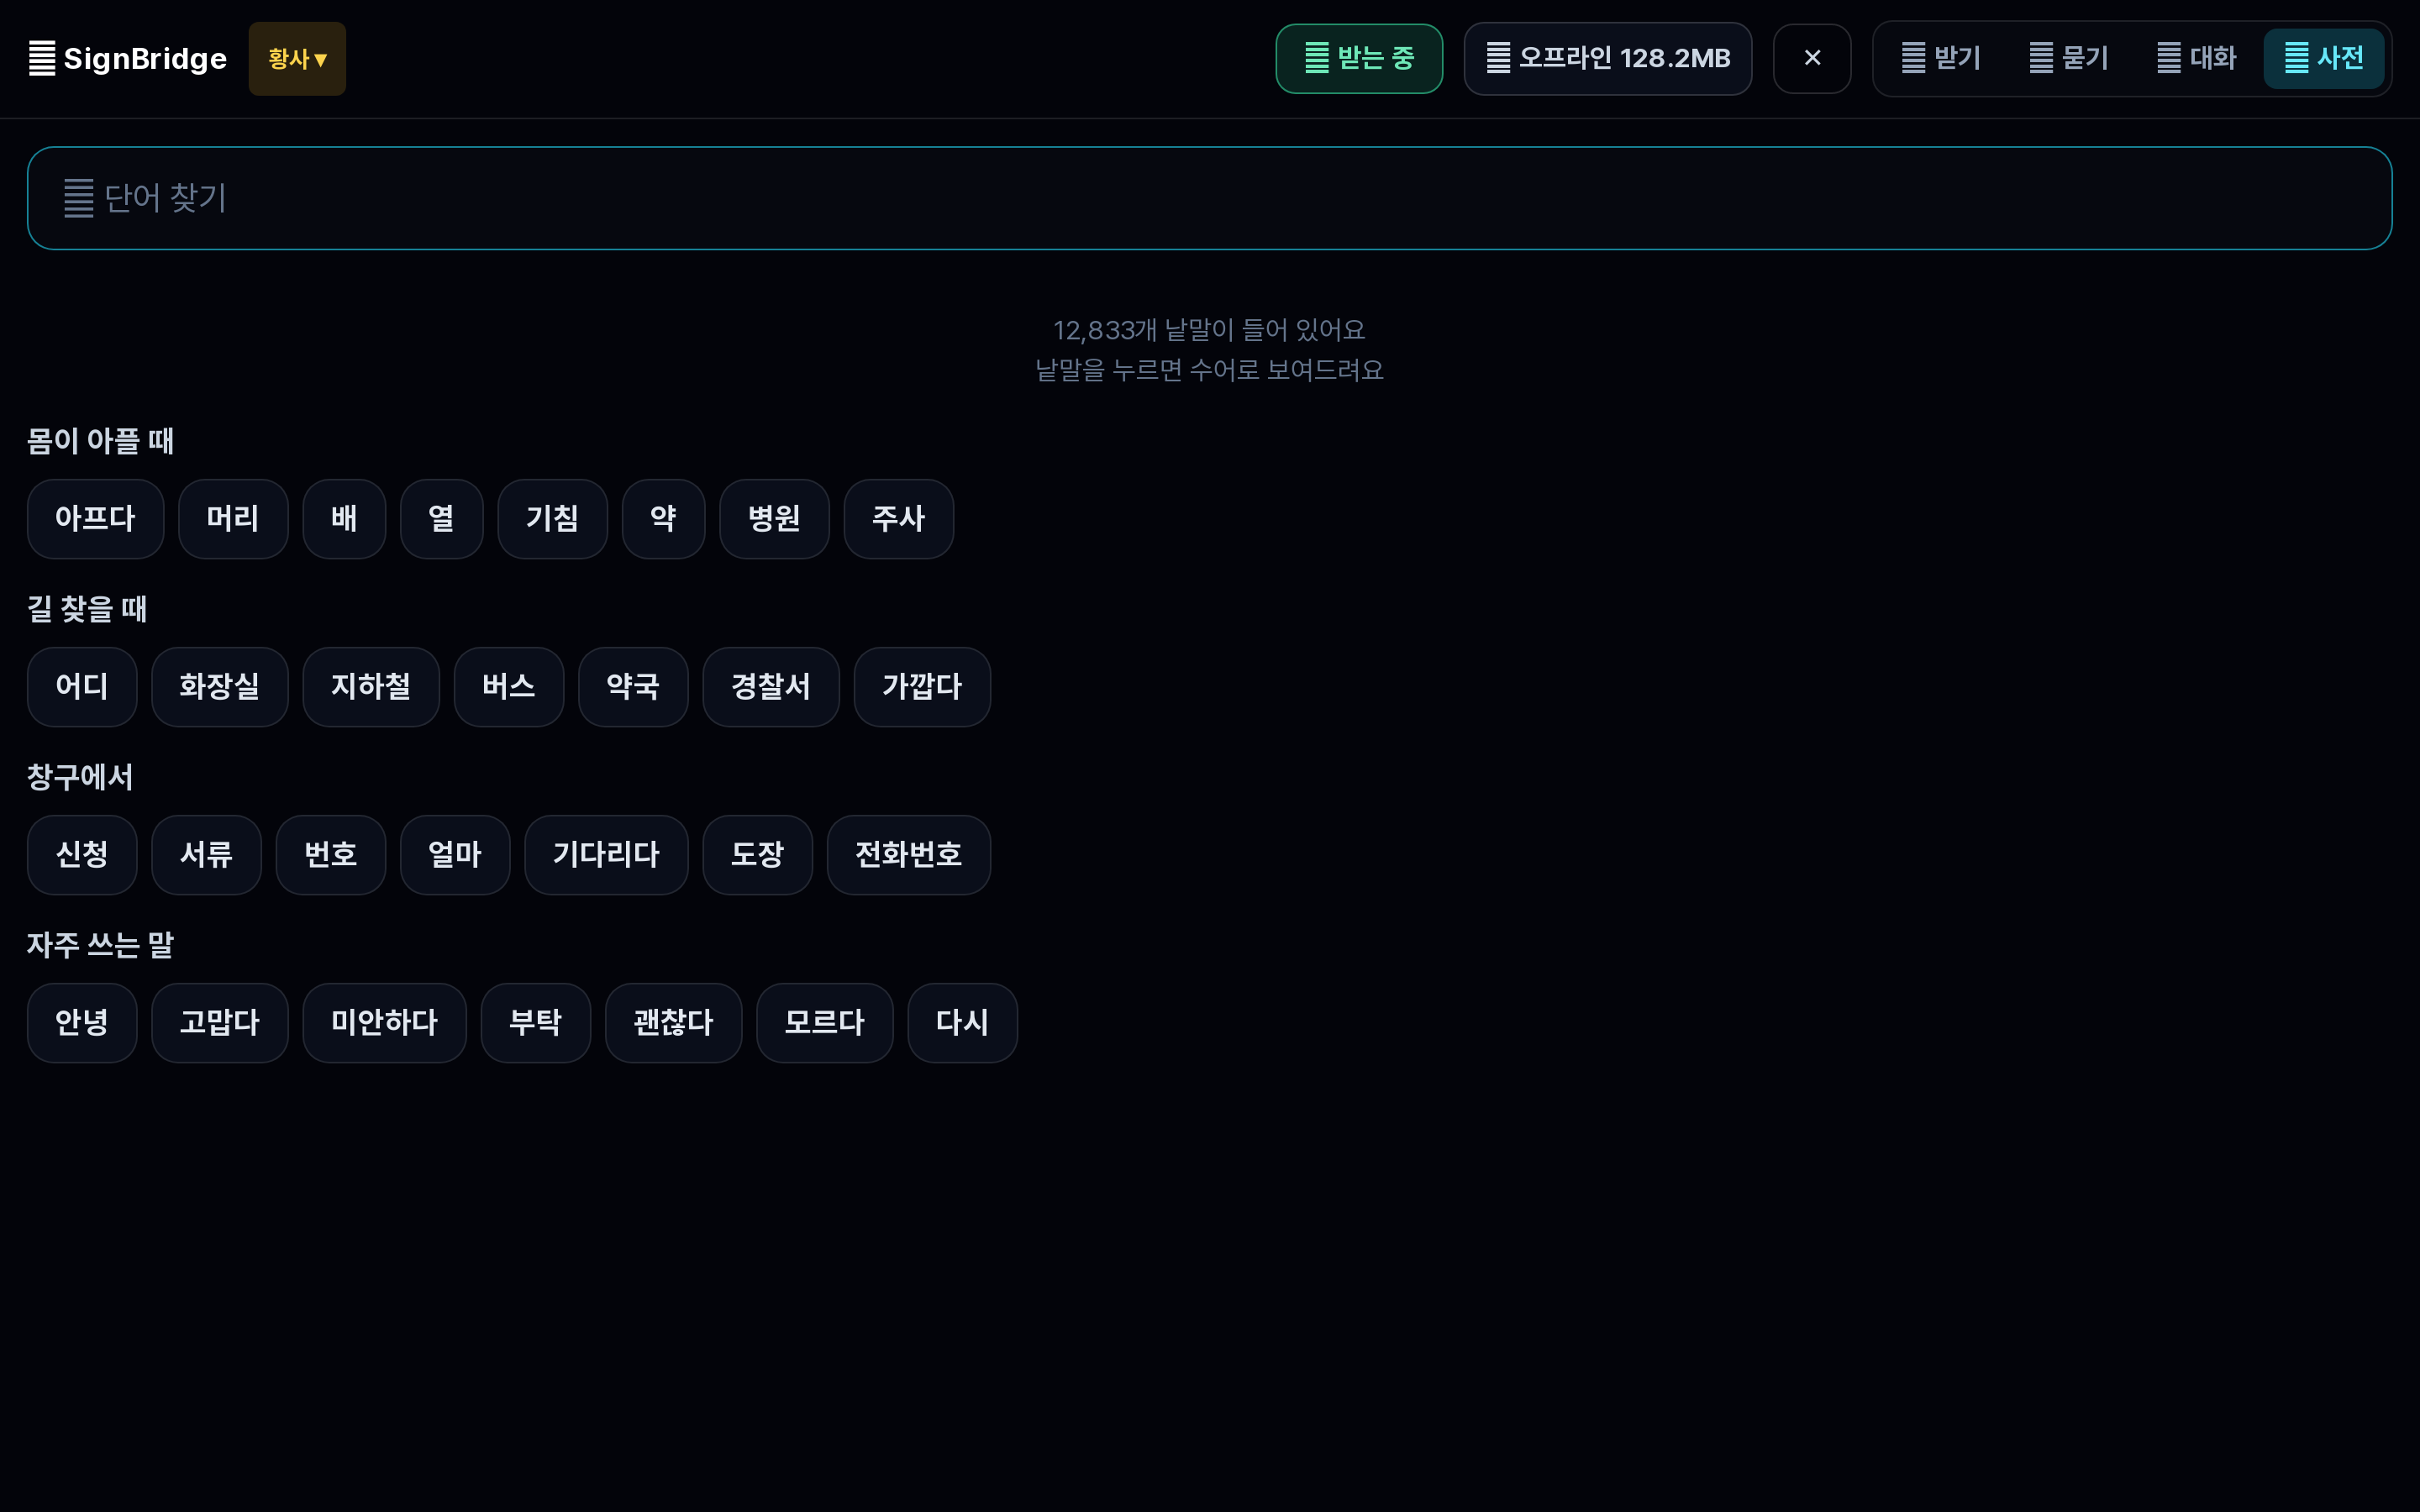 SignBridge 황사 ▾ 받는 중 오프라인 128.2MB ✕ 받기 묻기 대화 사전
단어 찾기
12,833개 낱말이 들어 있어요
낱말을 누르면 수어로 보여드려요
몸이 아플 때
아프다 머리 배 열 기침 약 병원 주사
길 찾을 때
어디 화장실 지하철 버스 약국 경찰서 가깝다
창구에서
신청 서류 번호 얼마 기다리다 도장 전화번호
자주 쓰는 말
안녕 고맙다 미안하다 부탁 괜찮다 모르다 다시